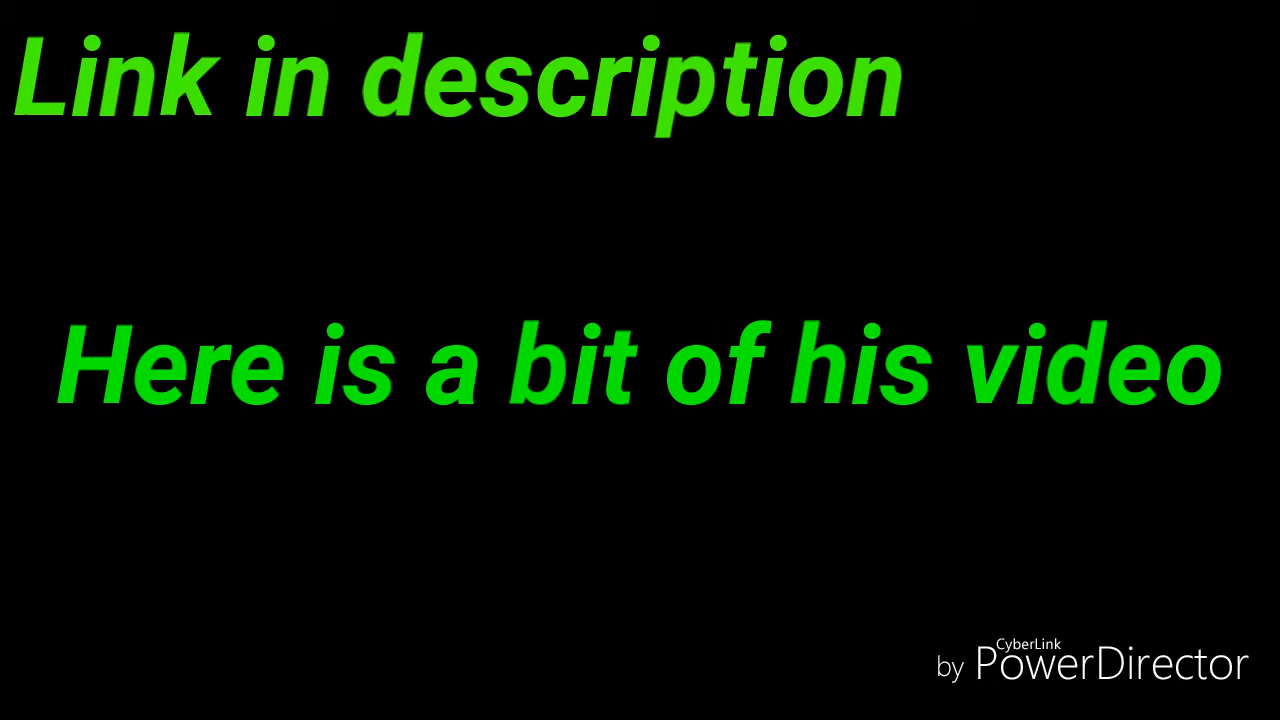 Link in description
Here is a bit of his video
CyberLink
by PowerDirector